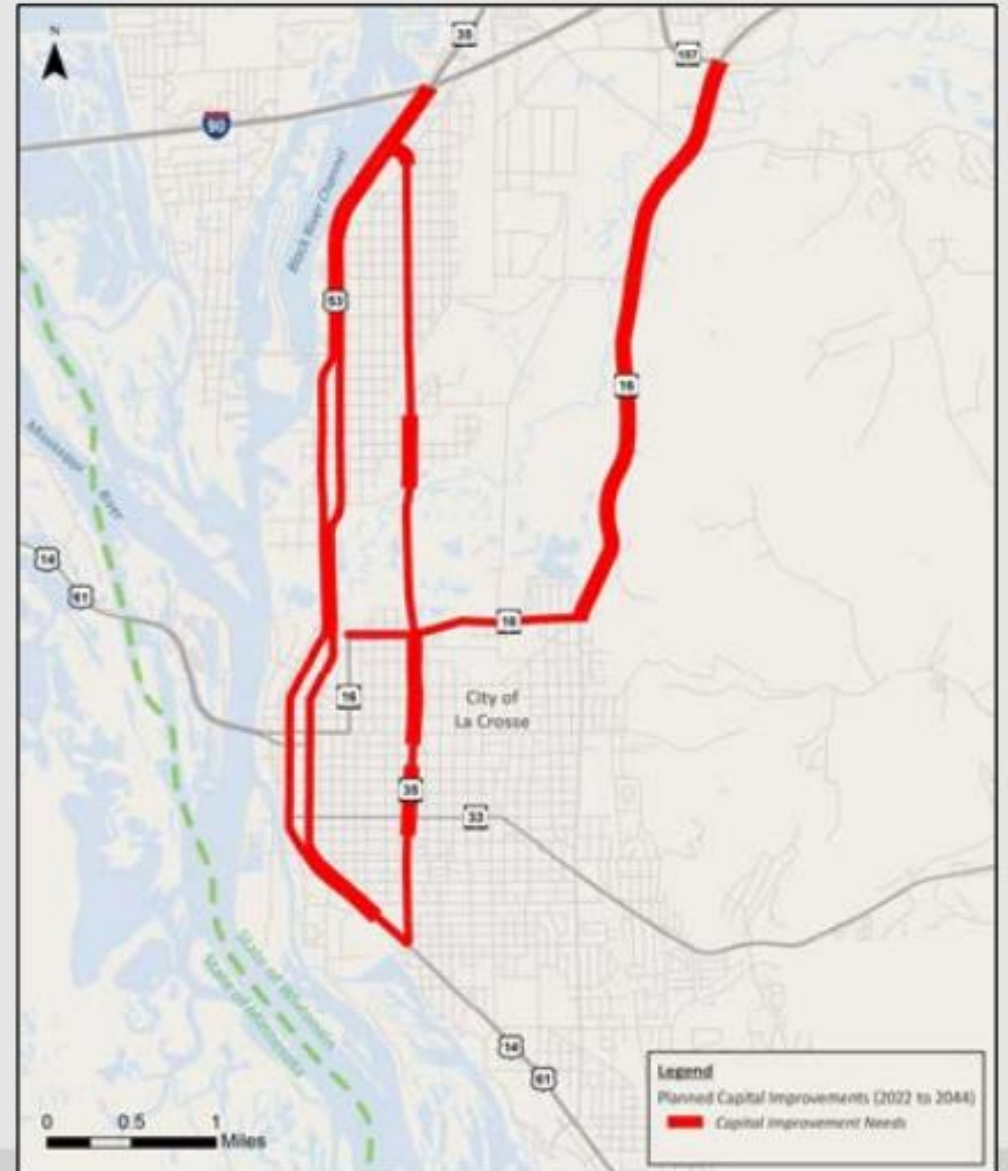 N
35
157
90
Black River Channel
53
16
Mississippi
River
14
61
16
16
City of
La Crosse
35
33
State of Wisconsin
State of Minnesota
14
61
Legend
Planned Capital Improvements (2022 to 2044)
Capital Improvement Needs
0 0.5 1
Miles